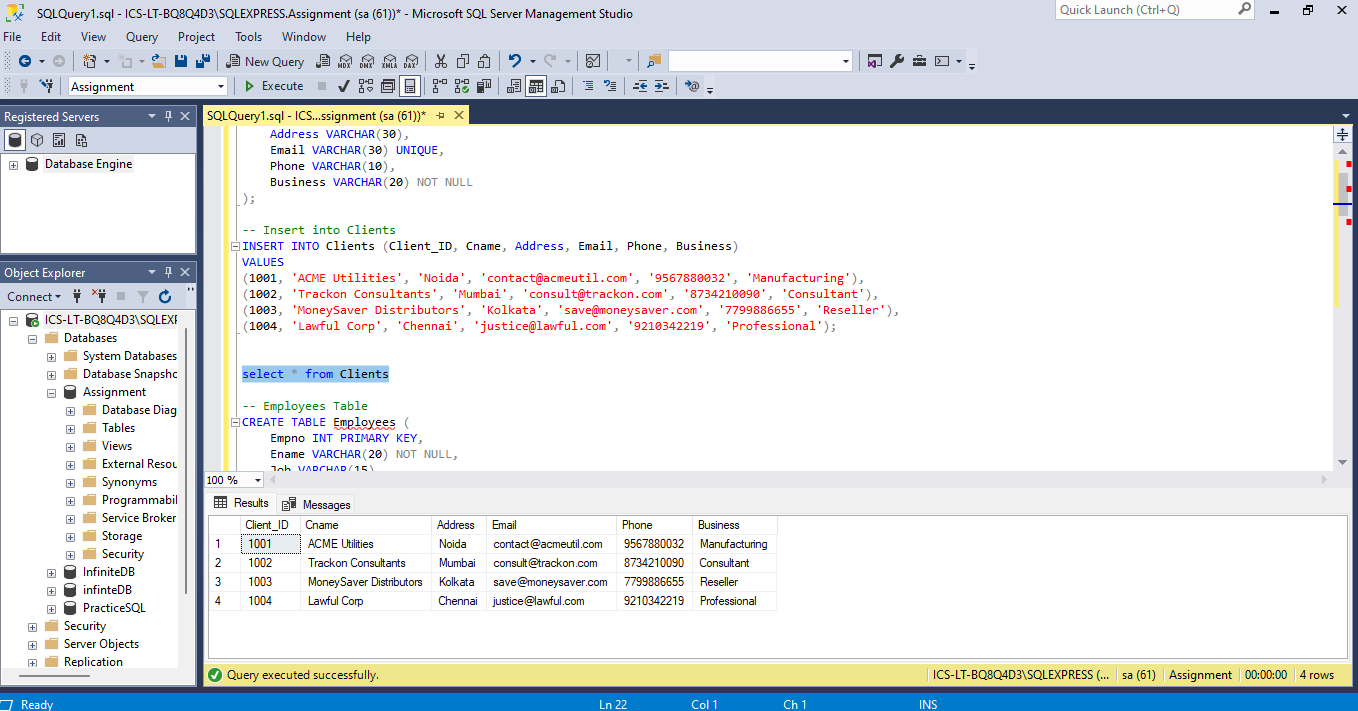 SQLQuery1.sql - ICS-LT-BQ8Q4D3\SQLEXPRESS.Assignment (sa (61))* - Microsoft SQL Server Management Studio
Quick Launch (Ctrl+Q)
File Edit View Query Project Tools Window Help
New Query MDX DMX XMLA DAX
Assignment Execute
Registered Servers
Database Engine
Object Explorer
Connect
ICS-LT-BQ8Q4D3\SQLEXP
Databases
System Databases
Database Snapsho
Assignment
Database Diag
Tables
Views
External Resou
Synonyms
Programmabil
Service Broker
Storage
Security
InfiniteDB
infinteDB
PracticeSQL
Security
Server Objects
Replication
SQLQuery1.sql - ICS...ssignment (sa (61))*
Address VARCHAR(30),
Email VARCHAR(30) UNIQUE,
Phone VARCHAR(10),
Business VARCHAR(20) NOT NULL
);
-- Insert into Clients
INSERT INTO Clients (Client_ID, Cname, Address, Email, Phone, Business)
VALUES
(1001, 'ACME Utilities', 'Noida', 'contact@acmeutil.com', '9567880032', 'Manufacturing'),
(1002, 'Trackon Consultants', 'Mumbai', 'consult@trackon.com', '8734210090', 'Consultant'),
(1003, 'MoneySaver Distributors', 'Kolkata', 'save@moneysaver.com', '7799886655', 'Reseller'),
(1004, 'Lawful Corp', 'Chennai', 'justice@lawful.com', '9210342219', 'Professional');
select * from Clients
-- Employees Table
CREATE TABLE Employees (
Empno INT PRIMARY KEY,
Ename VARCHAR(20) NOT NULL,
Job VARCHAR(15)
100 %
Results Messages
Client_ID Cname Address Email Phone Business
1 1001 ACME Utilities Noida contact@acmeutil.com 9567880032 Manufacturing
2 1002 Trackon Consultants Mumbai consult@trackon.com 8734210090 Consultant
3 1003 MoneySaver Distributors Kolkata save@moneysaver.com 7799886655 Reseller
4 1004 Lawful Corp Chennai justice@lawful.com 9210342219 Professional
Query executed successfully. ICS-LT-BQ8Q4D3\SQLEXPRESS (... sa (61) Assignment 00:00:00 4 rows
Ready Ln 22 Col 1 Ch 1 INS